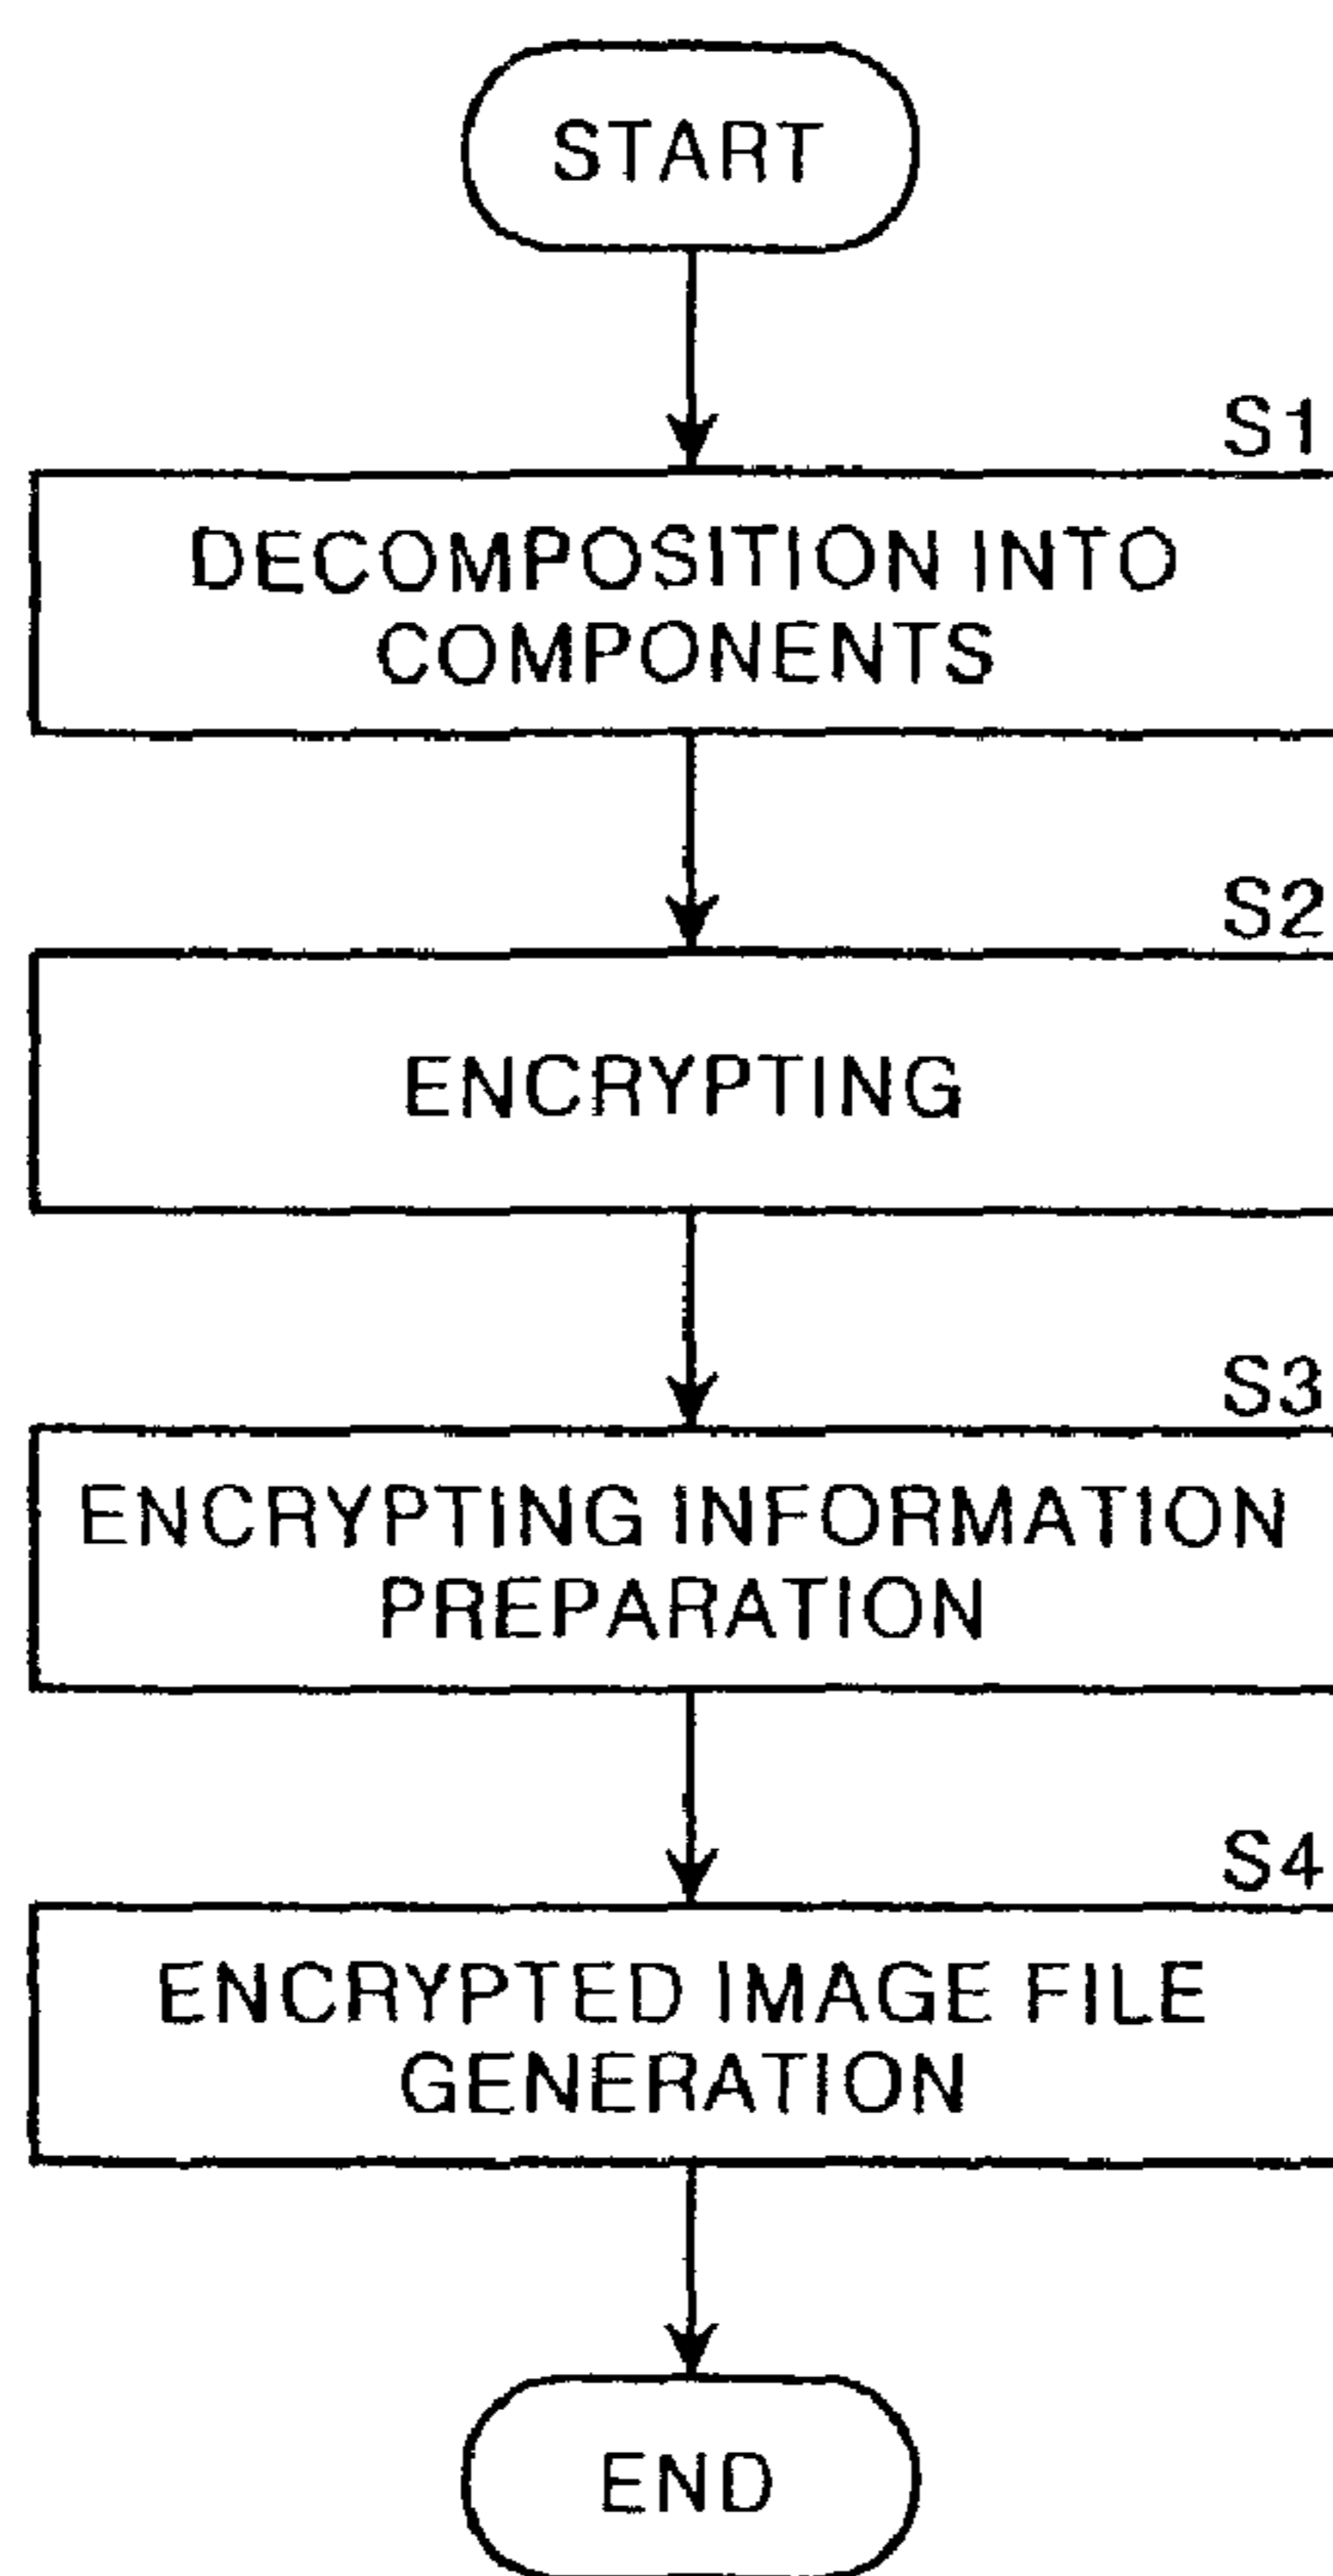 START
S1
DECOMPOSITION INTO
COMPONENTS
S2
ENCRYPTING
S3
ENCRYPTING INFORMATION
PREPARATION
S4
ENCRYPTED IMAGE FILE
GENERATION
END